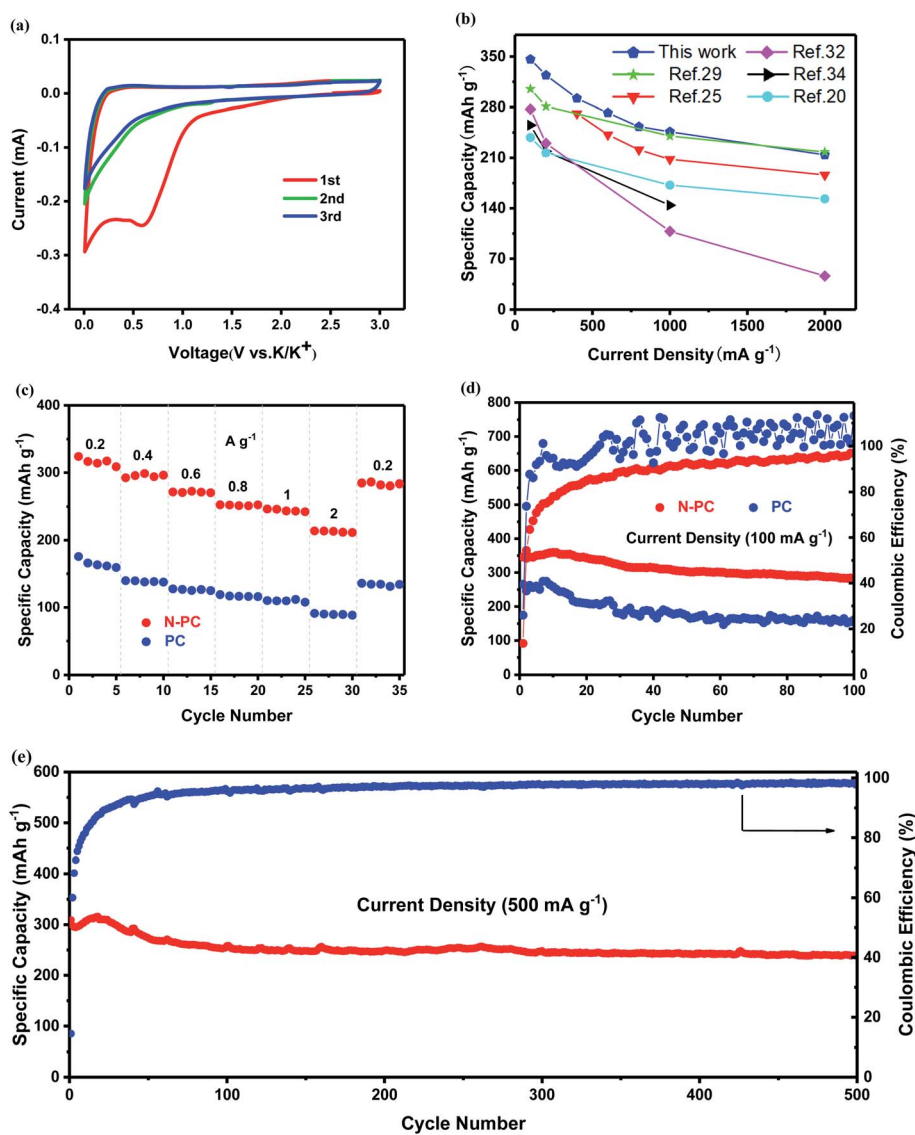 (a)
0.1
0.0
-0.1
-0.2
-0.3
-0.4
Current (mA)
1st
2nd
3rd
0.0 0.5 1.0 1.5 2.0 2.5 3.0
Voltage(V vs.K/K⁺)
(b)
350
280
210
140
70
0
Specific Capacity(mAh g⁻¹)
This work Ref.32
Ref.29 Ref.34
Ref.25 Ref.20
0 500 1000 1500 2000
Current Density(mA g⁻¹)
(c)
400
300
200
100
0
Specific Capacity (mAh g⁻¹)
A g⁻¹
0.2 0.4 0.6 0.8 1 2 0.2
N-PC
PC
0 5 10 15 20 25 30 35
Cycle Number
(d)
800
700
600
500
400
300
200
100
0
Specific Capacity (mAh g⁻¹)
N-PC PC
Current Density (100 mA g⁻¹)
100
80
60
40
20
0
Coulombic Efficiency (%)
0 20 40 60 80 100
Cycle Number
(e)
600
500
400
300
200
100
0
Specific Capacity (mAh g⁻¹)
Current Density (500 mA g⁻¹)
100
80
60
40
20
0
Coulombic Efficiency (%)
0 100 200 300 400 500
Cycle Number